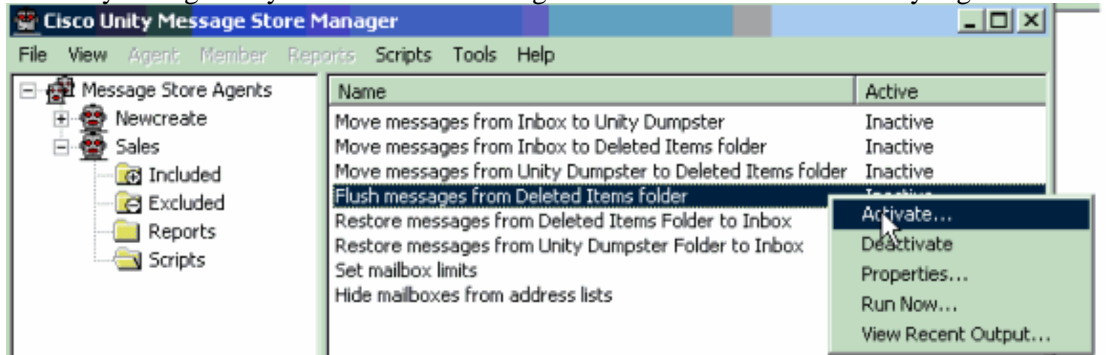 Cisco Unity Message Store Manager
File View Agent Member Reports Scripts Tools Help
Message Store Agents
Newcreate
Sales
Included
Excluded
Reports
Scripts
Name Active
Move messages from Inbox to Unity Dumpster Inactive
Move messages from Inbox to Deleted Items folder Inactive
Move messages from Unity Dumpster to Deleted Items folder Inactive
Flush messages from Deleted Items folder
Restore messages from Deleted Items Folder to Inbox
Restore messages from Unity Dumpster Folder to Inbox
Set mailbox limits
Hide mailboxes from address lists
Activate...
Deactivate
Properties...
Run Now...
View Recent Output...